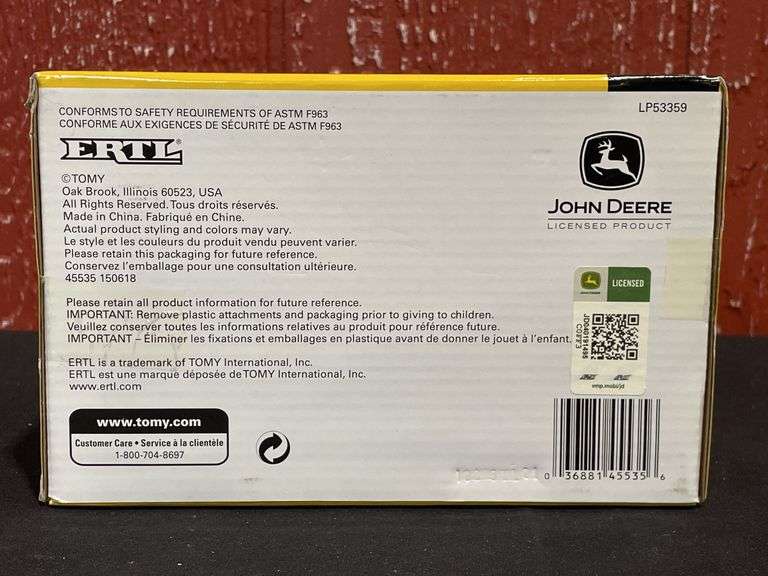 CONFORMS TO SAFETY REQUIREMENTS OF ASTM F963
CONFORME AUX EXIGENCES DE SÉCURITÉ DE ASTM F963
LP53359
ERTL
©TOMY
Oak Brook, Illinois 60523, USA
All Rights Reserved. Tous droits réservés.
Made in China. Fabriqué en Chine.
Actual product styling and colors may vary.
Le style et les couleurs du produit vendu peuvent varier.
Please retain this packaging for future reference.
Conservez l'emballage pour une consultation ultérieure.
45535 150618
JOHN DEERE
LICENSED PRODUCT
LICENSED
Please retain all product information for future reference.
IMPORTANT: Remove plastic attachments and packaging prior to giving to children.
Veuillez conserver toutes les informations relatives au produit pour référence future.
IMPORTANT – Éliminer les fixations et emballages en plastique avant de donner le jouet à l'enfant.
ERTL is a trademark of TOMY International, Inc.
ERTL est une marque déposée de TOMY International, Inc.
www.ertl.com
vmp.mobi/jd
www.tomy.com
Customer Care • Service à la clientèle
1-800-704-8697
0 36881 45535 6